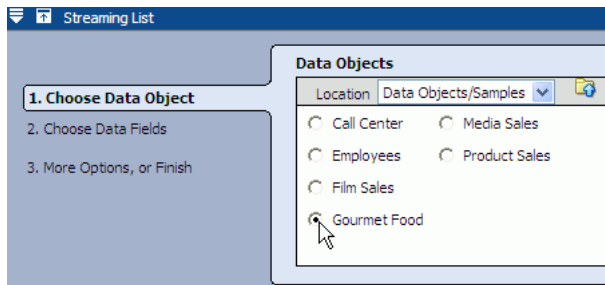 Streaming List
Data Objects
1. Choose Data Object
Location Data Objects/Samples
2. Choose Data Fields
Call Center Media Sales
Employees Product Sales
3. More Options, or Finish
Film Sales
Gourmet Food